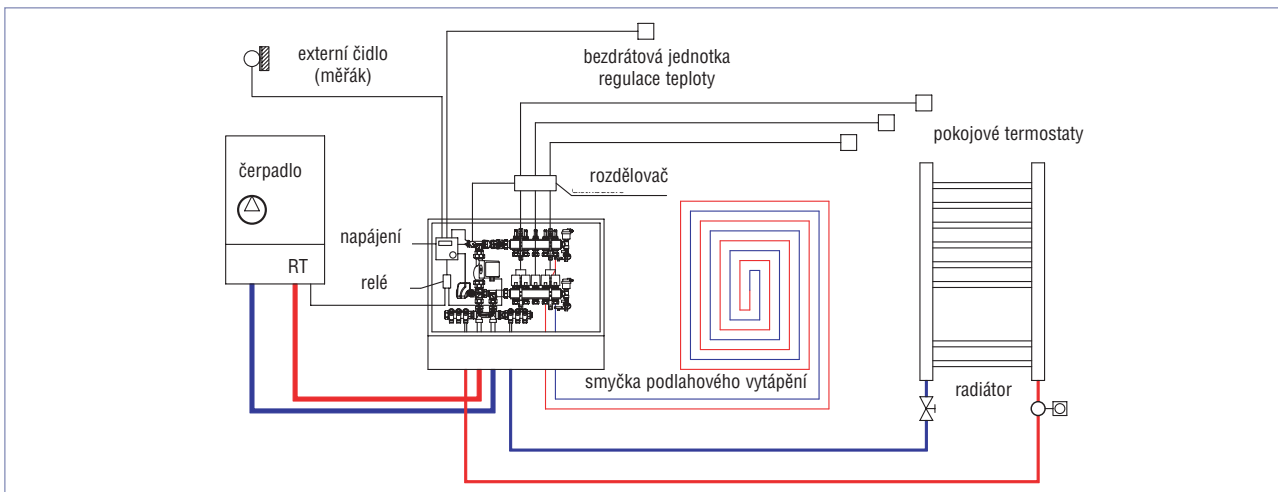 externí čidlo
(měřák)
bezdrátová jednotka
regulace teploty
pokojové termostaty
čerpadlo
rozdělovač
napájení
RT
relé
smyčka podlahového vytápění
radiátor